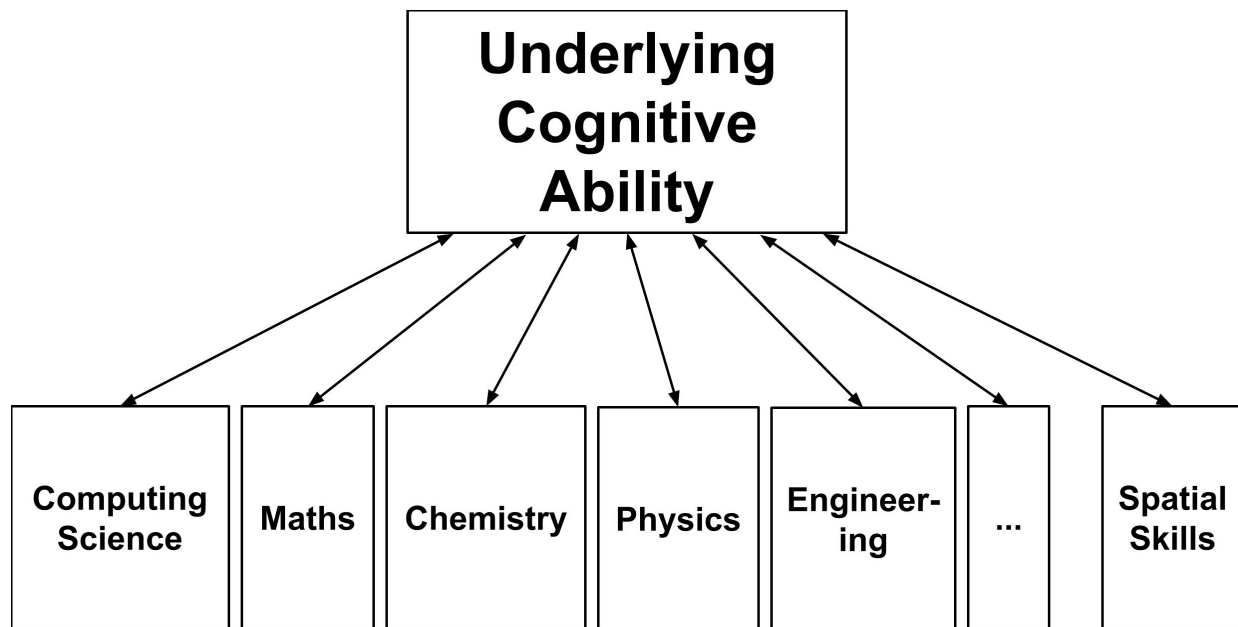 Underlying
Cognitive
Ability
Computing
Science
Maths
Chemistry
Physics
Engineer-
ing
...
Spatial
Skills